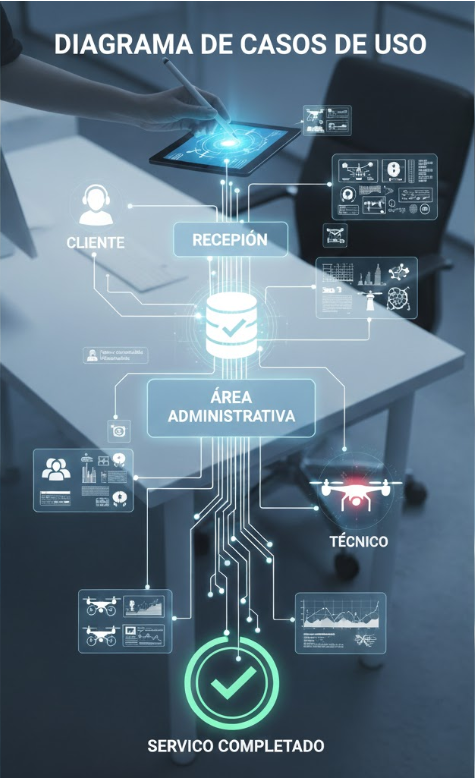 DIAGRAMA DE CASOS DE USO
CLIENTE
RECEPIÓN
ÁREA
ADMINISTRATIVA
TÉCNICO
SERVICO COMPLETADO